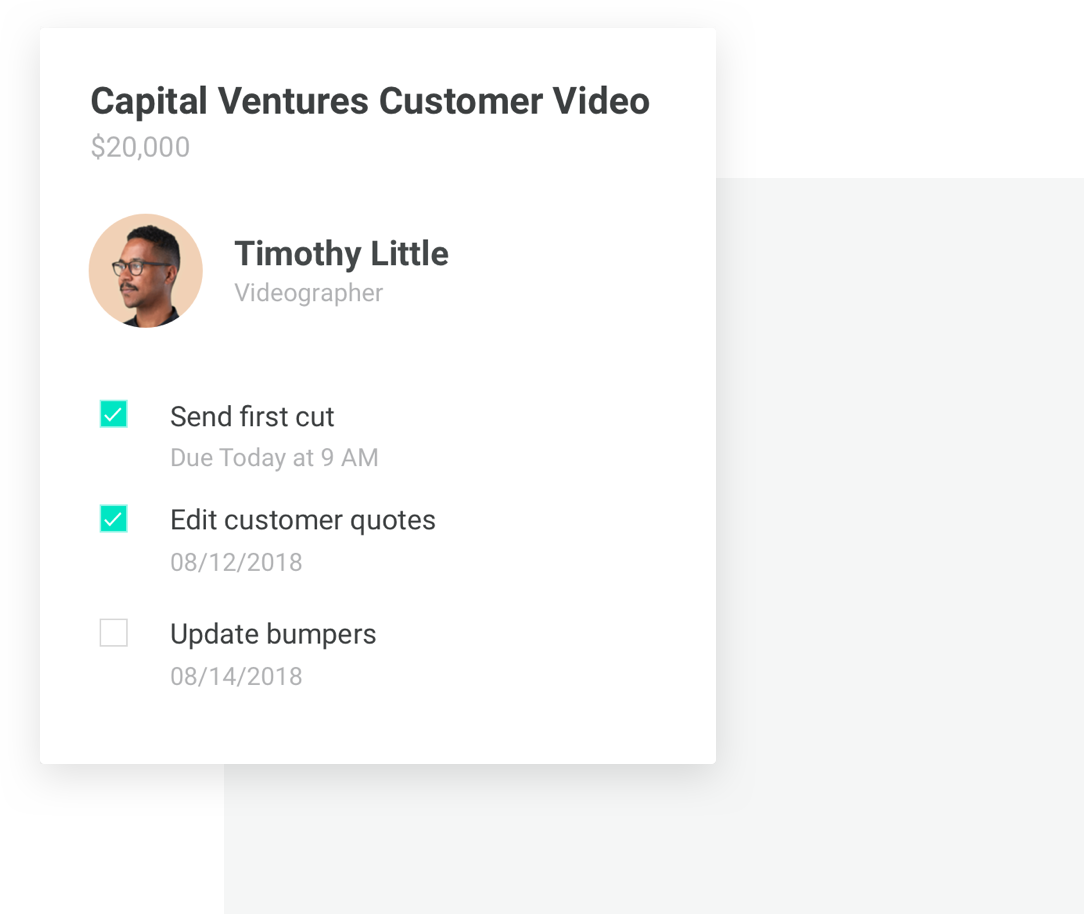 Capital Ventures Customer Video
$20,000
Timothy Little
Videographer
Send first cut
Due Today at 9 AM
Edit customer quotes
08/12/2018
Update bumpers
08/14/2018